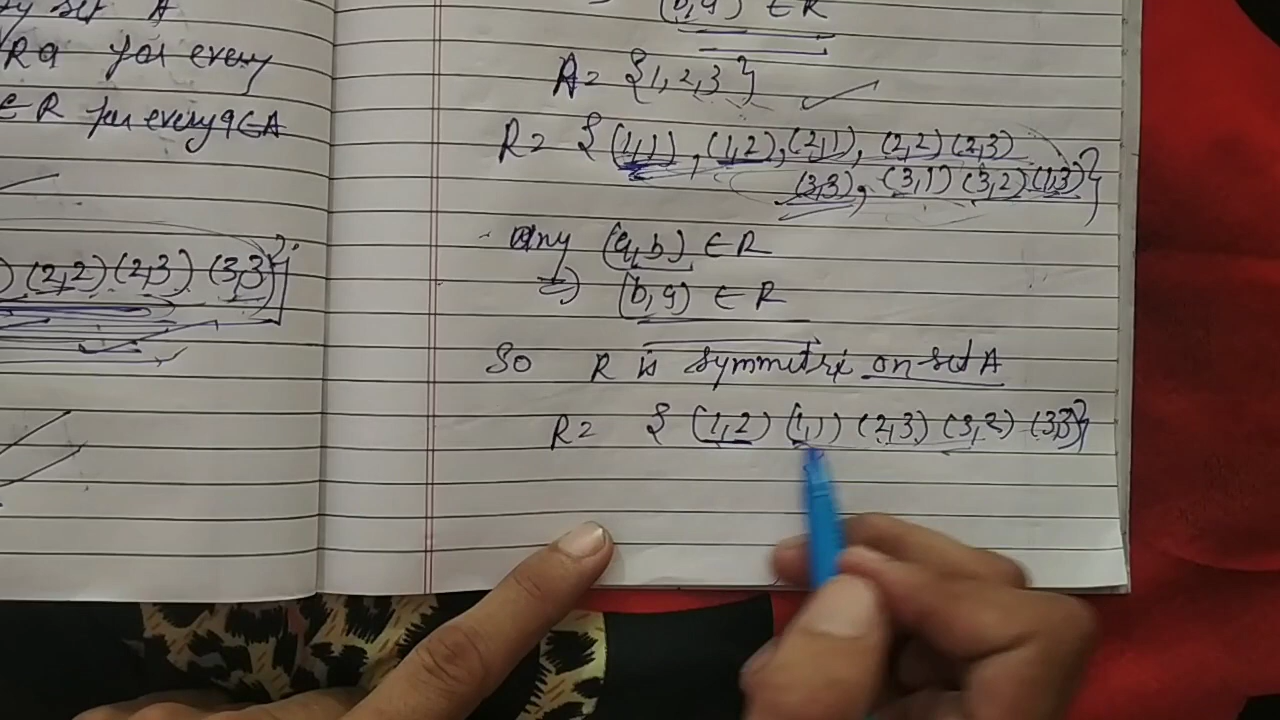 set A
Ra for every
∈ R for every a ∈ A
(2,2) (2,3) (3,3)}.
(b,a) ∈ R
A = {1,2,3}
R = {(1,1), (1,2), (2,1), (2,2) (2,3)
(3,3), (3,1) (3,2) (1,3)}
any (a,b) ∈ R
⇒ (b,a) ∈ R
So R is symmetric on set A
R = { (1,2) (1,1) (2,3) (3,2) (3,3)}